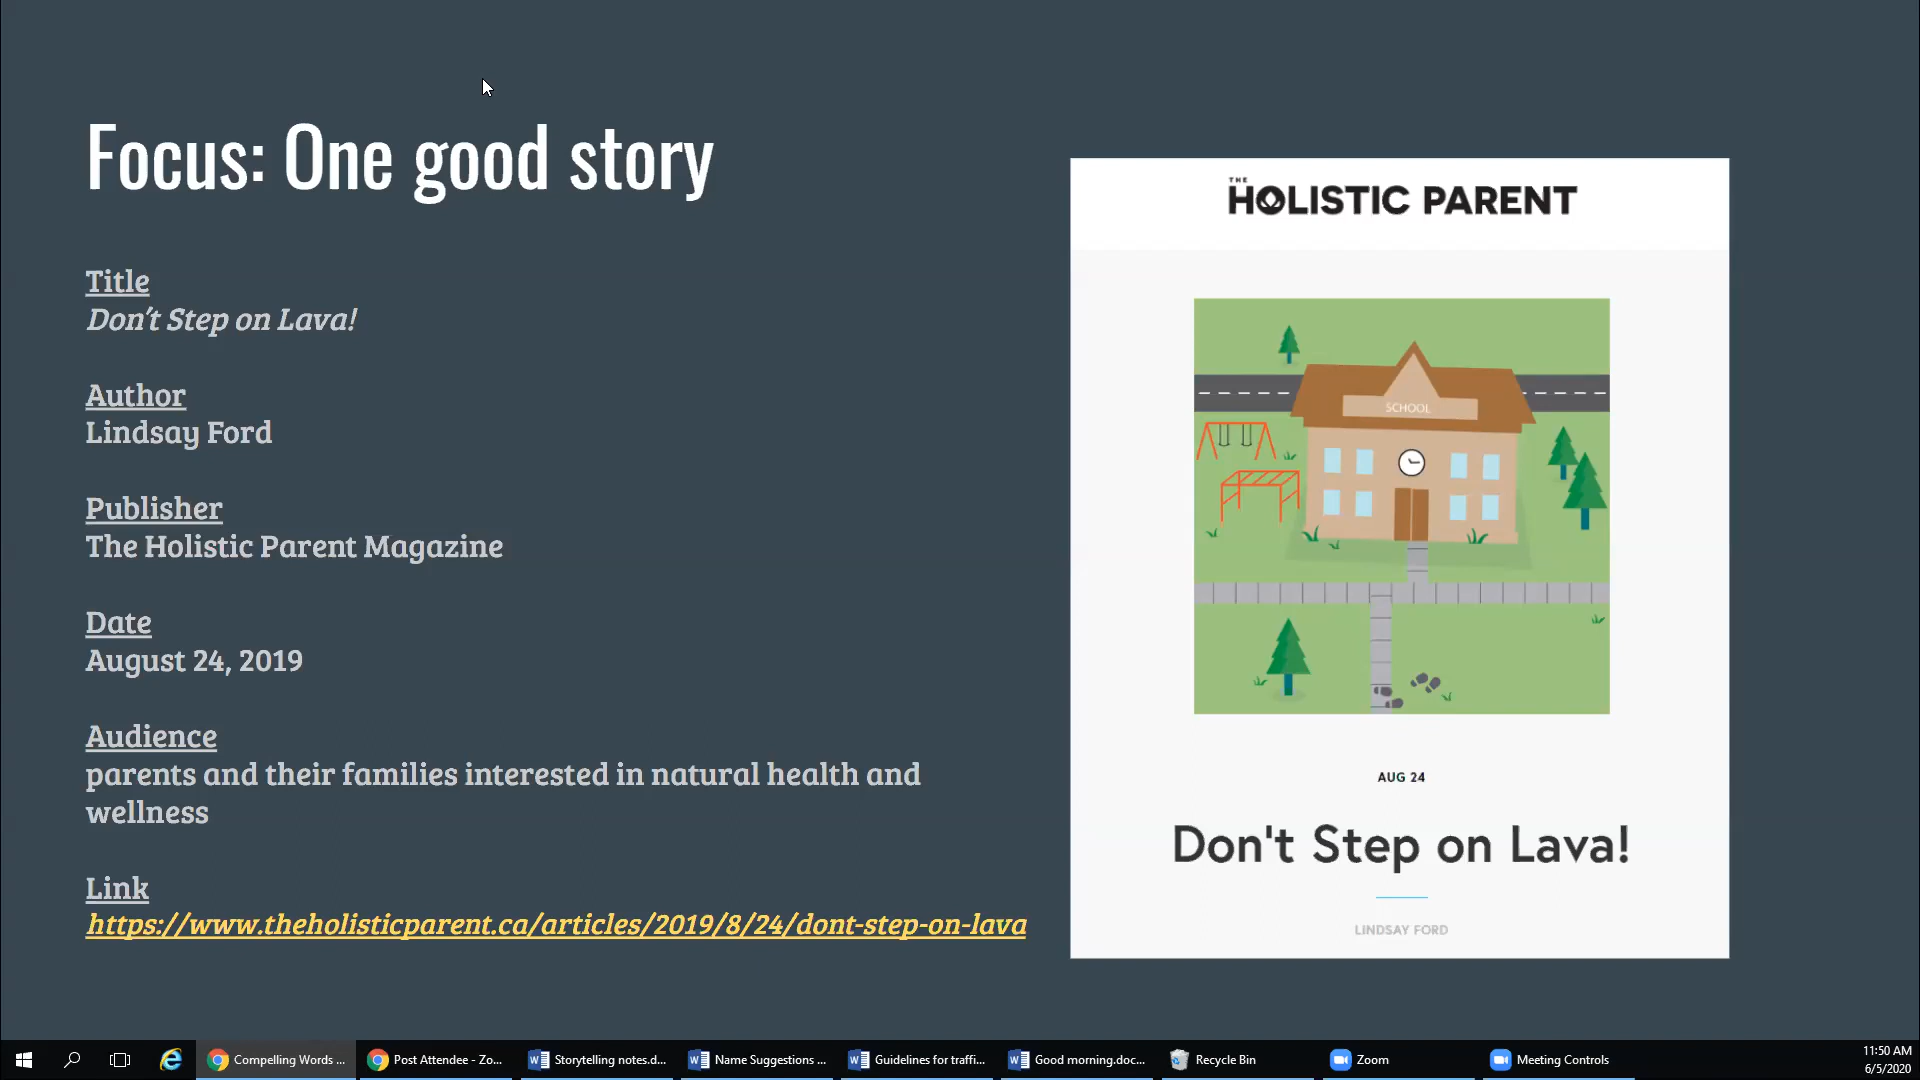 Focus: One good story
Title
Don't Step on Lava!
Author
Lindsay Ford
Publisher
The Holistic Parent Magazine
Date
August 24, 2019
Audience
parents and their families interested in natural health and
wellness
Link
https://www.theholisticparent.ca/articles/2019/8/24/dont-step-on-lava
THE
HOLISTIC PARENT
SCHOOL
AUG 24
Don't Step on Lava!
LINDSAY FORD
Compelling Words ...
Post Attendee - Zo...
Storytelling notes.d...
Name Suggestions ...
Guidelines for traffi...
Good morning.doc...
Recycle Bin
Zoom
Meeting Controls
11:50 AM
6/5/2020